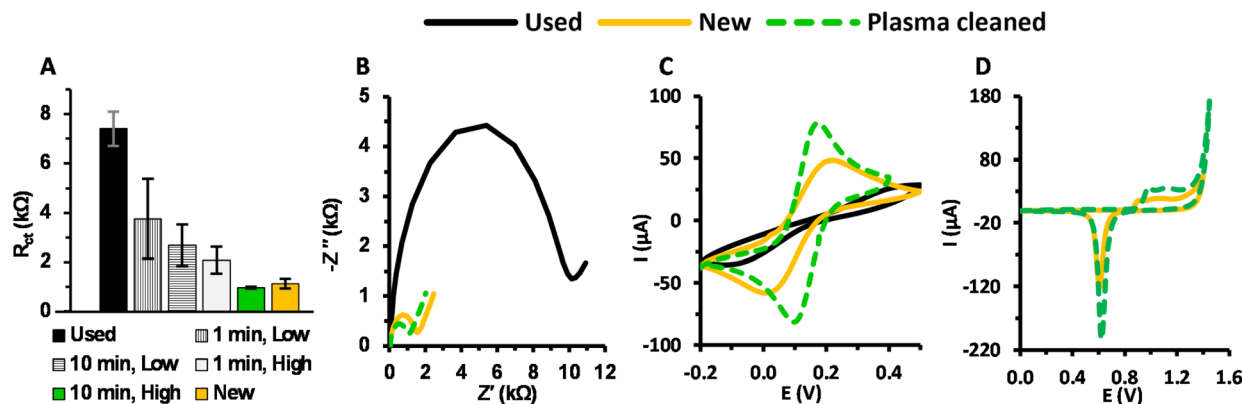 Used New Plasma cleaned
A
R_ct (kΩ)
8
6
4
2
0
Used
1 min, Low
10 min, Low
1 min, High
10 min, High
New
B
-Z'' (kΩ)
5
4
3
2
1
0
0 2 4 6 8 10 12
Z' (kΩ)
C
I (µA)
100
50
0
-50
-100
-0.2 0.0 0.2 0.4
E (V)
D
I (µA)
180
80
-20
-120
-220
0.0 0.4 0.8 1.2 1.6
E (V)